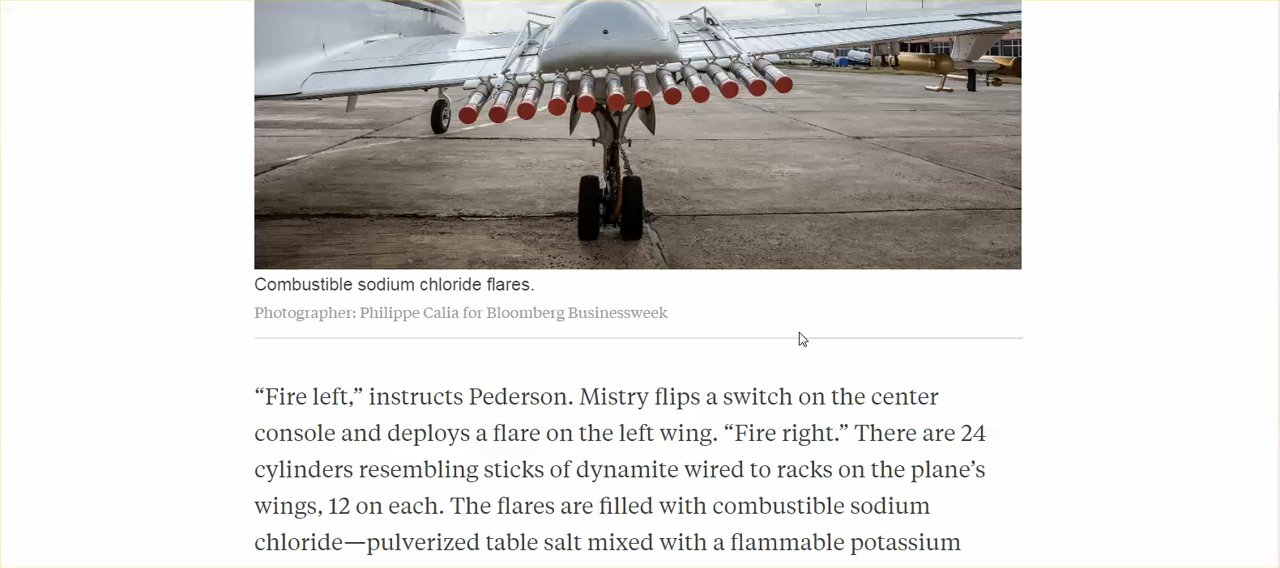 Combustible sodium chloride flares.
Photographer: Philippe Calia for Bloomberg Businessweek
“Fire left,” instructs Pederson. Mistry flips a switch on the center
console and deploys a flare on the left wing. “Fire right.” There are 24
cylinders resembling sticks of dynamite wired to racks on the plane’s
wings, 12 on each. The flares are filled with combustible sodium
chloride—pulverized table salt mixed with a flammable potassium